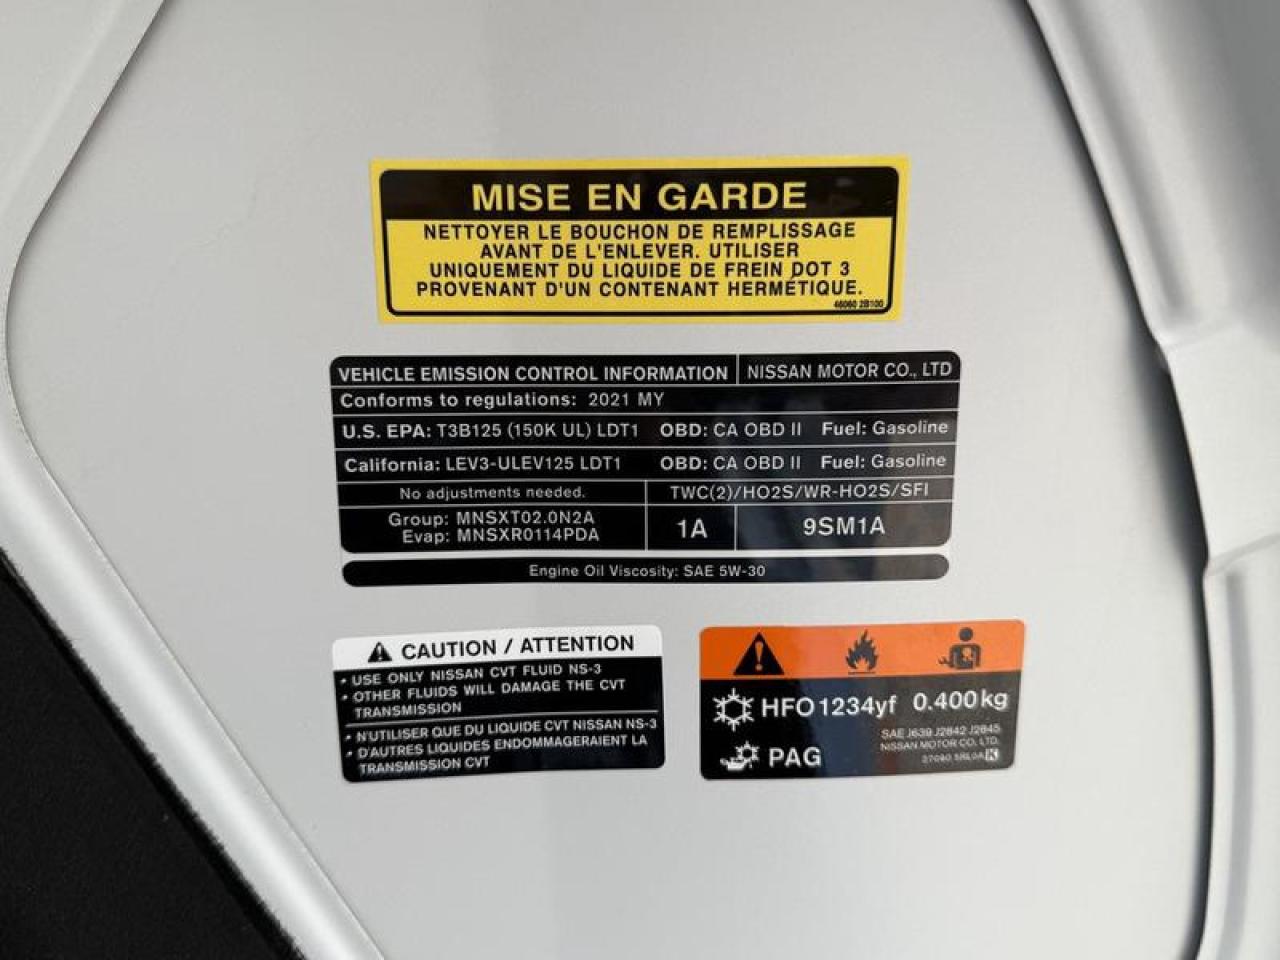 MISE EN GARDE
NETTOYER LE BOUCHON DE REMPLISSAGE
AVANT DE L'ENLEVER. UTILISER
UNIQUEMENT DU LIQUIDE DE FREIN DOT 3
PROVENANT D'UN CONTENANT HERMÉTIQUE.
46060 2B100
VEHICLE EMISSION CONTROL INFORMATION NISSAN MOTOR CO., LTD
Conforms to regulations: 2021 MY
U.S. EPA: T3B125 (150K UL) LDT1 OBD: CA OBD II Fuel: Gasoline
California: LEV3-ULEV125 LDT1 OBD: CA OBD II Fuel: Gasoline
No adjustments needed. TWC(2)/HO2S/WR-HO2S/SFI
Group: MNSXT02.0N2A
Evap: MNSXR0114PDA
1A 9SM1A
Engine Oil Viscosity: SAE 5W-30
CAUTION / ATTENTION
• USE ONLY NISSAN CVT FLUID NS-3
• OTHER FLUIDS WILL DAMAGE THE CVT
TRANSMISSION
• N'UTILISER QUE DU LIQUIDE CVT NISSAN NS-3
• D'AUTRES LIQUIDES ENDOMMAGERAIENT LA
TRANSMISSION CVT
HFO1234yf 0.400kg
PAG
SAE J639 J2842 J2845
NISSAN MOTOR CO., LTD.
K